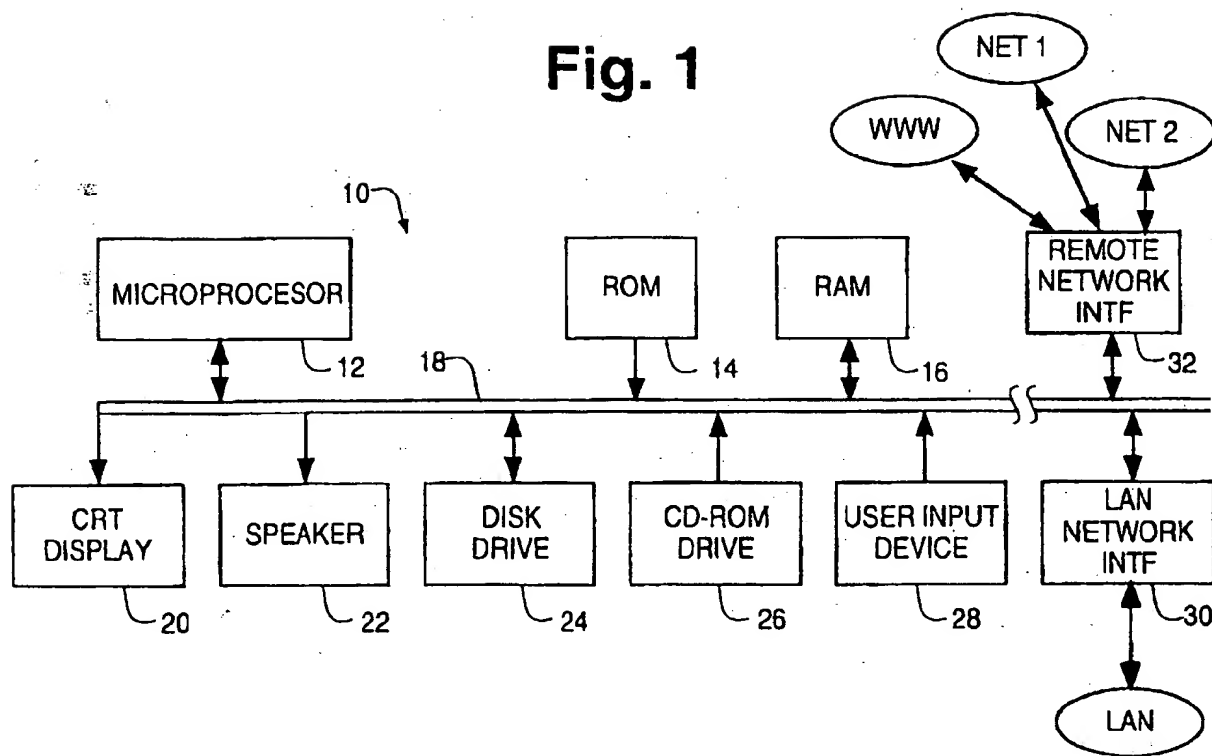 Fig. 1
NET 1
WWW
NET 2
10
MICROPROCESOR
ROM
RAM
REMOTE
NETWORK
INTF
12
18
14
16
32
CRT
DISPLAY
SPEAKER
DISK
DRIVE
CD-ROM
DRIVE
USER INPUT
DEVICE
LAN
NETWORK
INTF
20
22
24
26
28
30
LAN